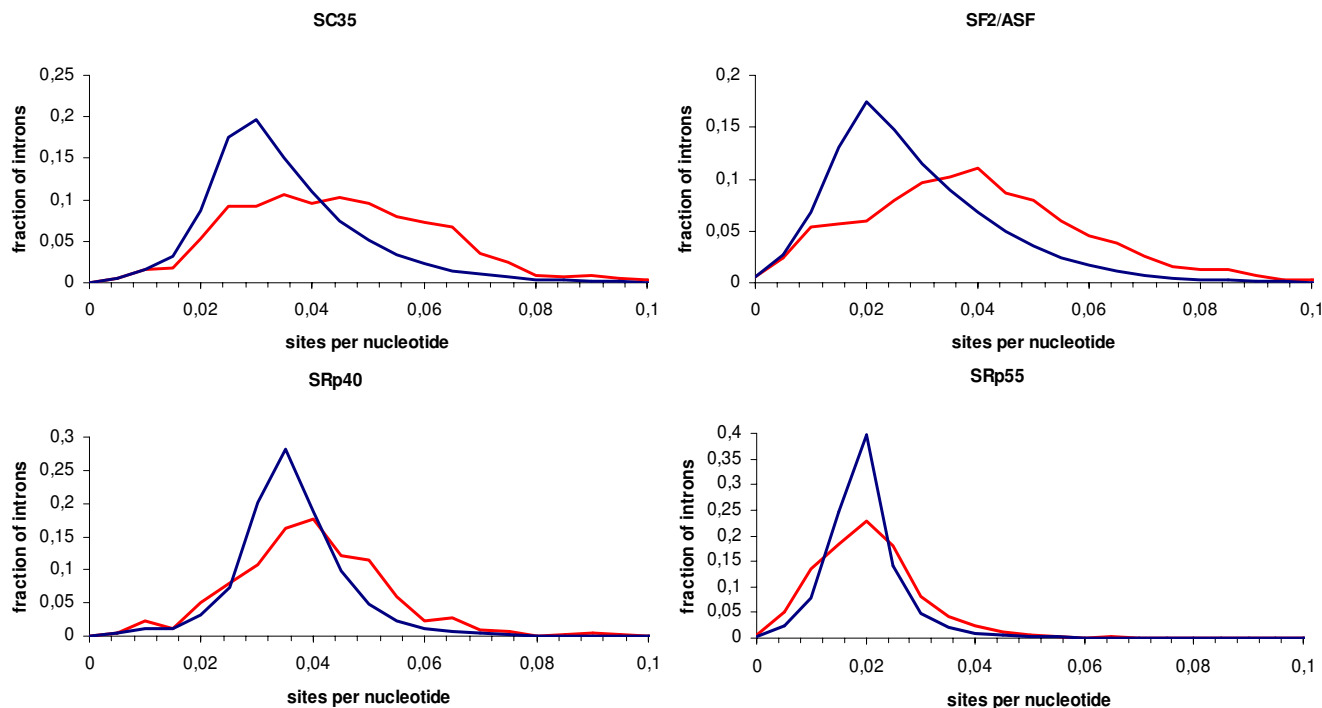 SC35
0,25
0,2
0,15
0,1
0,05
0
fraction of introns
0 0,02 0,04 0,06 0,08 0,1
sites per nucleotide
SF2/ASF
0,2
0,15
0,1
0,05
0
fraction of introns
0 0,02 0,04 0,06 0,08 0,1
sites per nucleotide
SRp40
0,3
0,25
0,2
0,15
0,1
0,05
0
fraction of introns
0 0,02 0,04 0,06 0,08 0,1
sites per nucleotide
SRp55
0,4
0,35
0,3
0,25
0,2
0,15
0,1
0,05
0
fraction of introns
0 0,02 0,04 0,06 0,08 0,1
sites per nucleotide